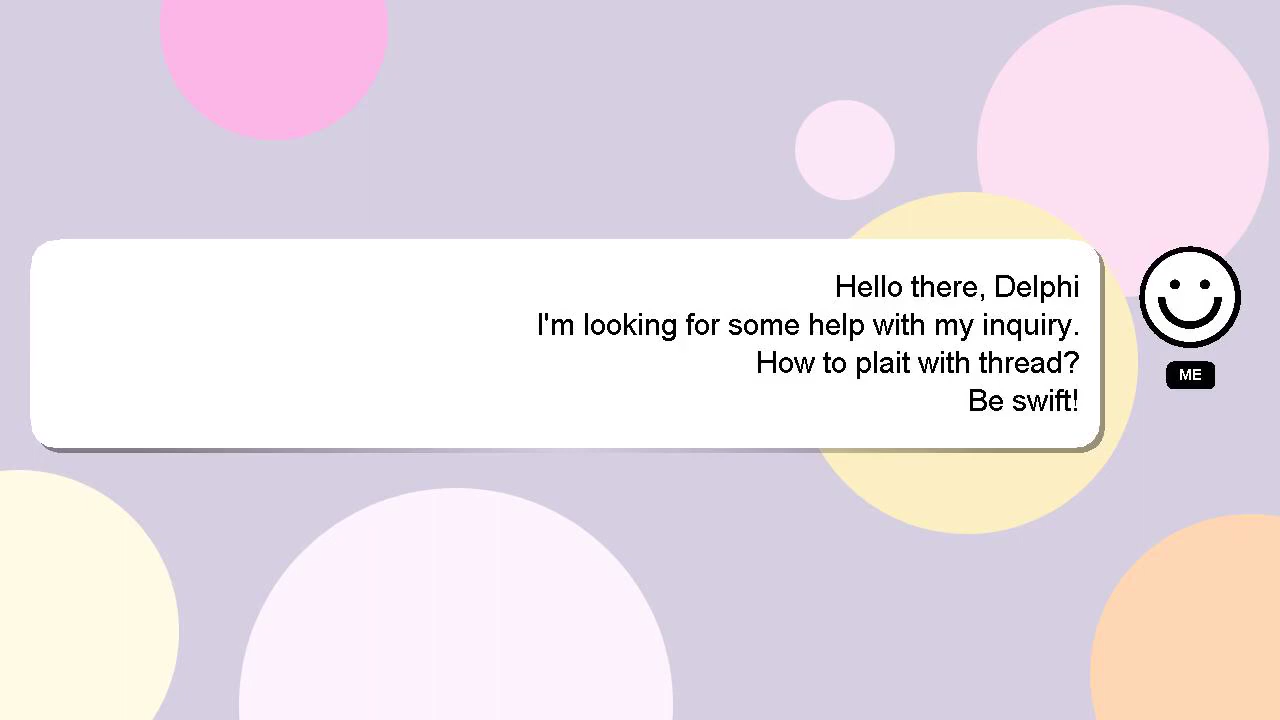 Hello there, Delphi
I'm looking for some help with my inquiry.
How to plait with thread?
Be swift!
ME